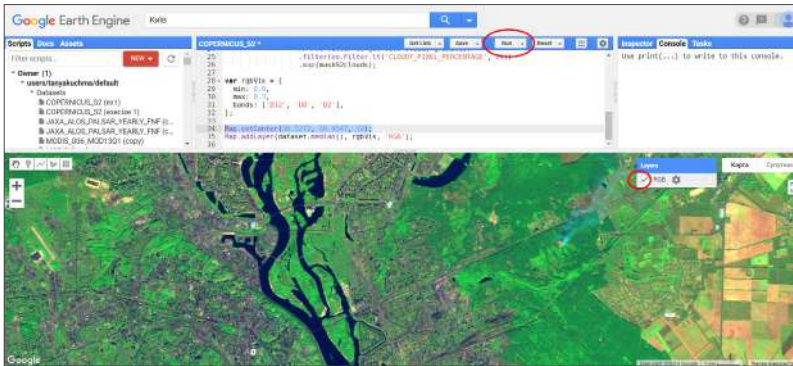 Google Earth Engine
Київ
Scripts Docs Assets
Filter scripts...
NEW
Owner (1)
users/tanyakuchma/default
Datasets
COPERNICUS_S2 (ex1)
COPERNICUS_S2 (exercise 1)
JAXA_ALOS_PALSAR_YEARLY_FNF (c...
JAXA_ALOS_PALSAR_YEARLY_FNF (c...
MODIS_006_MOD13Q1 (copy)
COPERNICUS_S2 *
Get Link
Save
Run
Reset
25 .filter(ee.Filter.lt('CLOUDY_PIXEL_PERCENTAGE',
26 .map(maskS2clouds);
27
28 var rgbVis = {
29 min: 0.0,
30 max: 0.3,
31 bands: ['B12', 'B8', 'B2'],
32 };
33
34 Map.setCenter(
35 Map.addLayer(dataset.median(), rgbVis, 'RGB');
36
Inspector Console Tasks
Use print(...) to write to this console.
Layers
RGB
Карта
Google